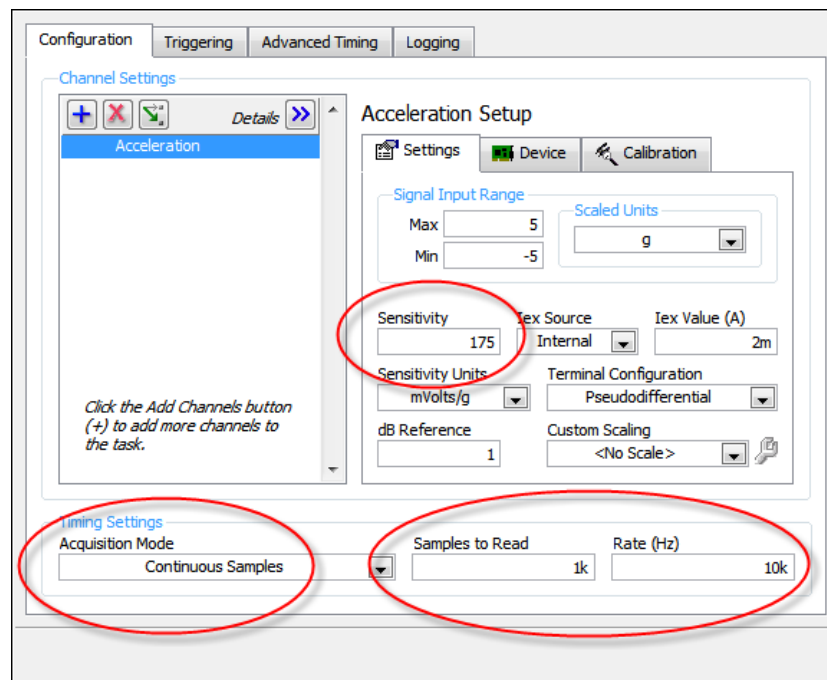 Configuration Triggering Advanced Timing Logging
Channel Settings
Details
Acceleration
Click the Add Channels button
(+) to add more channels to
the task.
Acceleration Setup
Settings Device Calibration
Signal Input Range
Max 5
Min -5
Scaled Units
g
Sensitivity Iex Source Iex Value (A)
175 Internal 2m
Sensitivity Units Terminal Configuration
mVolts/g Pseudodifferential
dB Reference Custom Scaling
1 <No Scale>
Timing Settings
Acquisition Mode Samples to Read Rate (Hz)
Continuous Samples 1k 10k